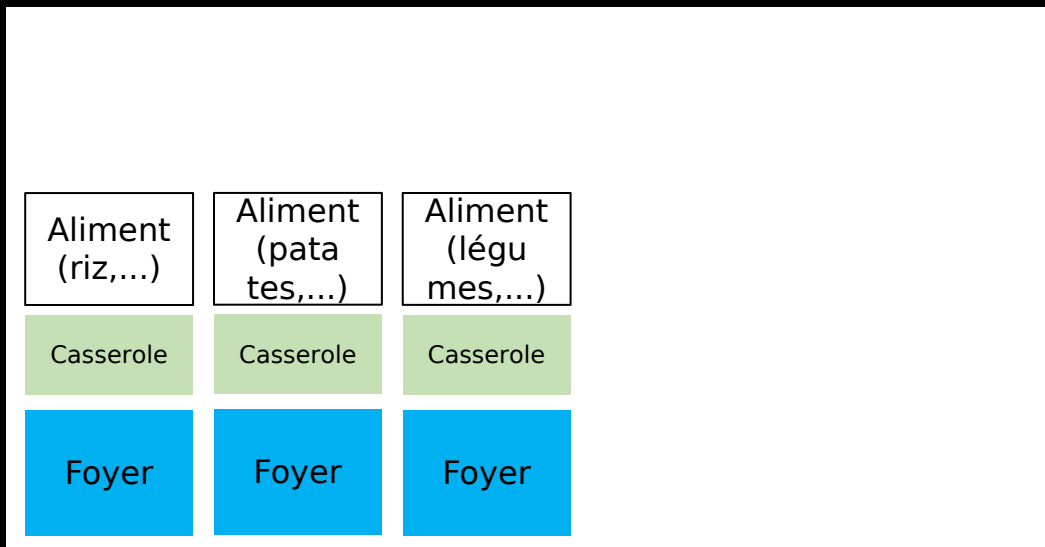 Aliment
(riz,...)
Aliment
(pata
tes,...)
Aliment
(légu
mes,...)
Casserole
Casserole
Casserole
Foyer
Foyer
Foyer